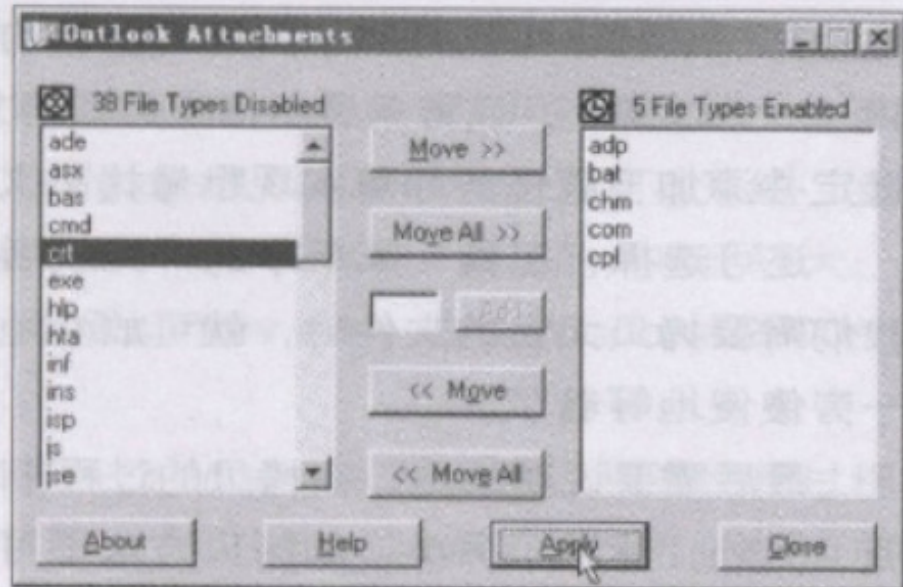 Outlook Attachments
38 File Types Disabled
ade
asx
bas
cmd
crt
exe
hlp
hta
inf
ins
isp
js
jse
Move >>
Move All >>
<< Move
<< Move All
5 File Types Enabled
adp
bat
chm
com
cpl
About
Help
Apply
Close